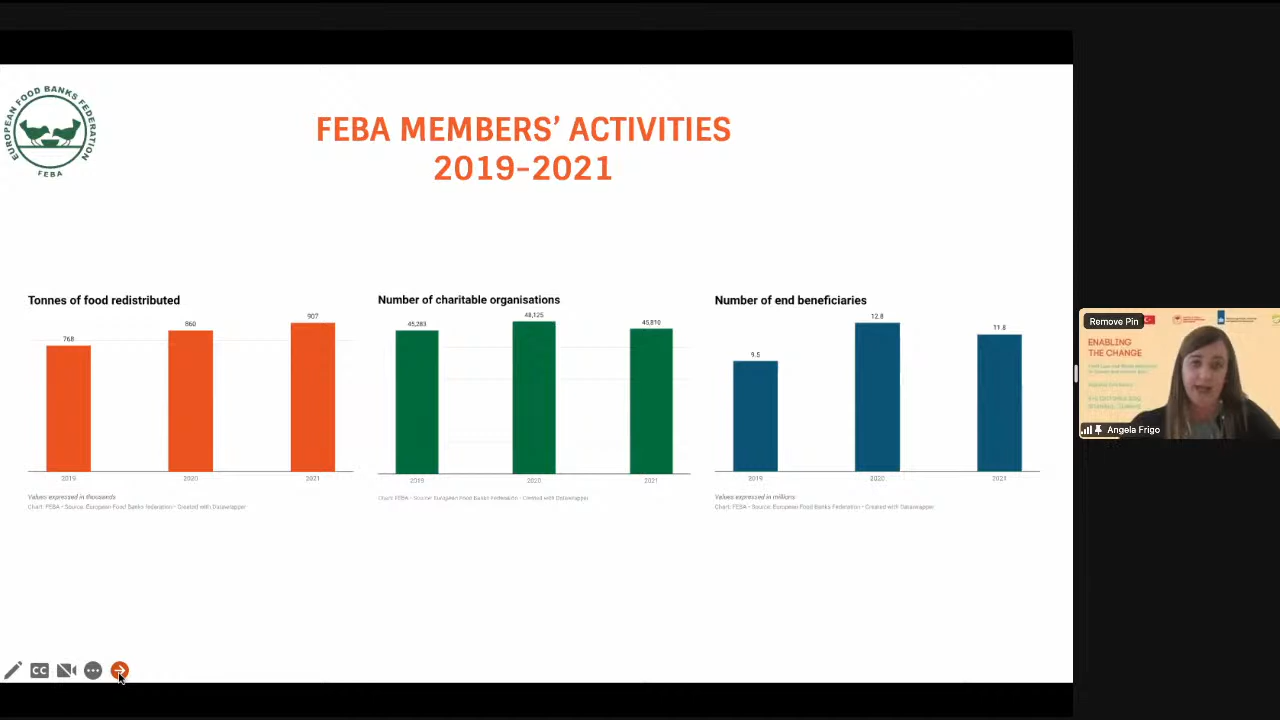 EUROPEAN FOOD BANKS FEDERATION
FEBA
FEBA MEMBERS' ACTIVITIES
2019-2021
Tonnes of food redistributed
768
860
907
2019
2020
2021
Values expressed in thousands
Chart: FEBA - Source: European Food Banks Federation - Created with Datawrapper
Number of charitable organisations
45,283
48,125
45,810
2019
2020
2021
Chart: FEBA - Source: European Food Banks Federation - Created with Datawrapper
Number of end beneficiaries
9.5
12.8
11.8
2019
2020
2021
Values expressed in millions
Chart: FEBA - Source: European Food Banks Federation - Created with Datawrapper
CC
Remove Pin
ENABLING
THE CHANGE
Angela Frigo